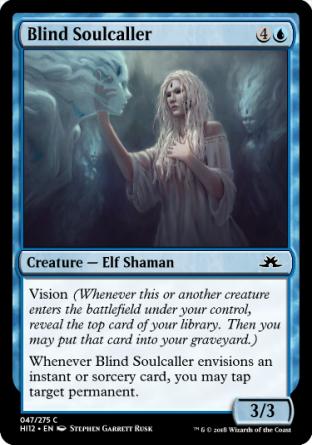 Blind Soulcaller 4
Creature — Elf Shaman
Vision (Whenever this or another creature
enters the battlefield under your control,
reveal the top card of your library. Then you
may put that card into your graveyard.)
Whenever Blind Soulcaller envisions an
instant or sorcery card, you may tap
target permanent.
3/3
047/275 C
HI12 • EN STEPHEN GARRETT RUSK ™ & © 2018 Wizards of the Coast